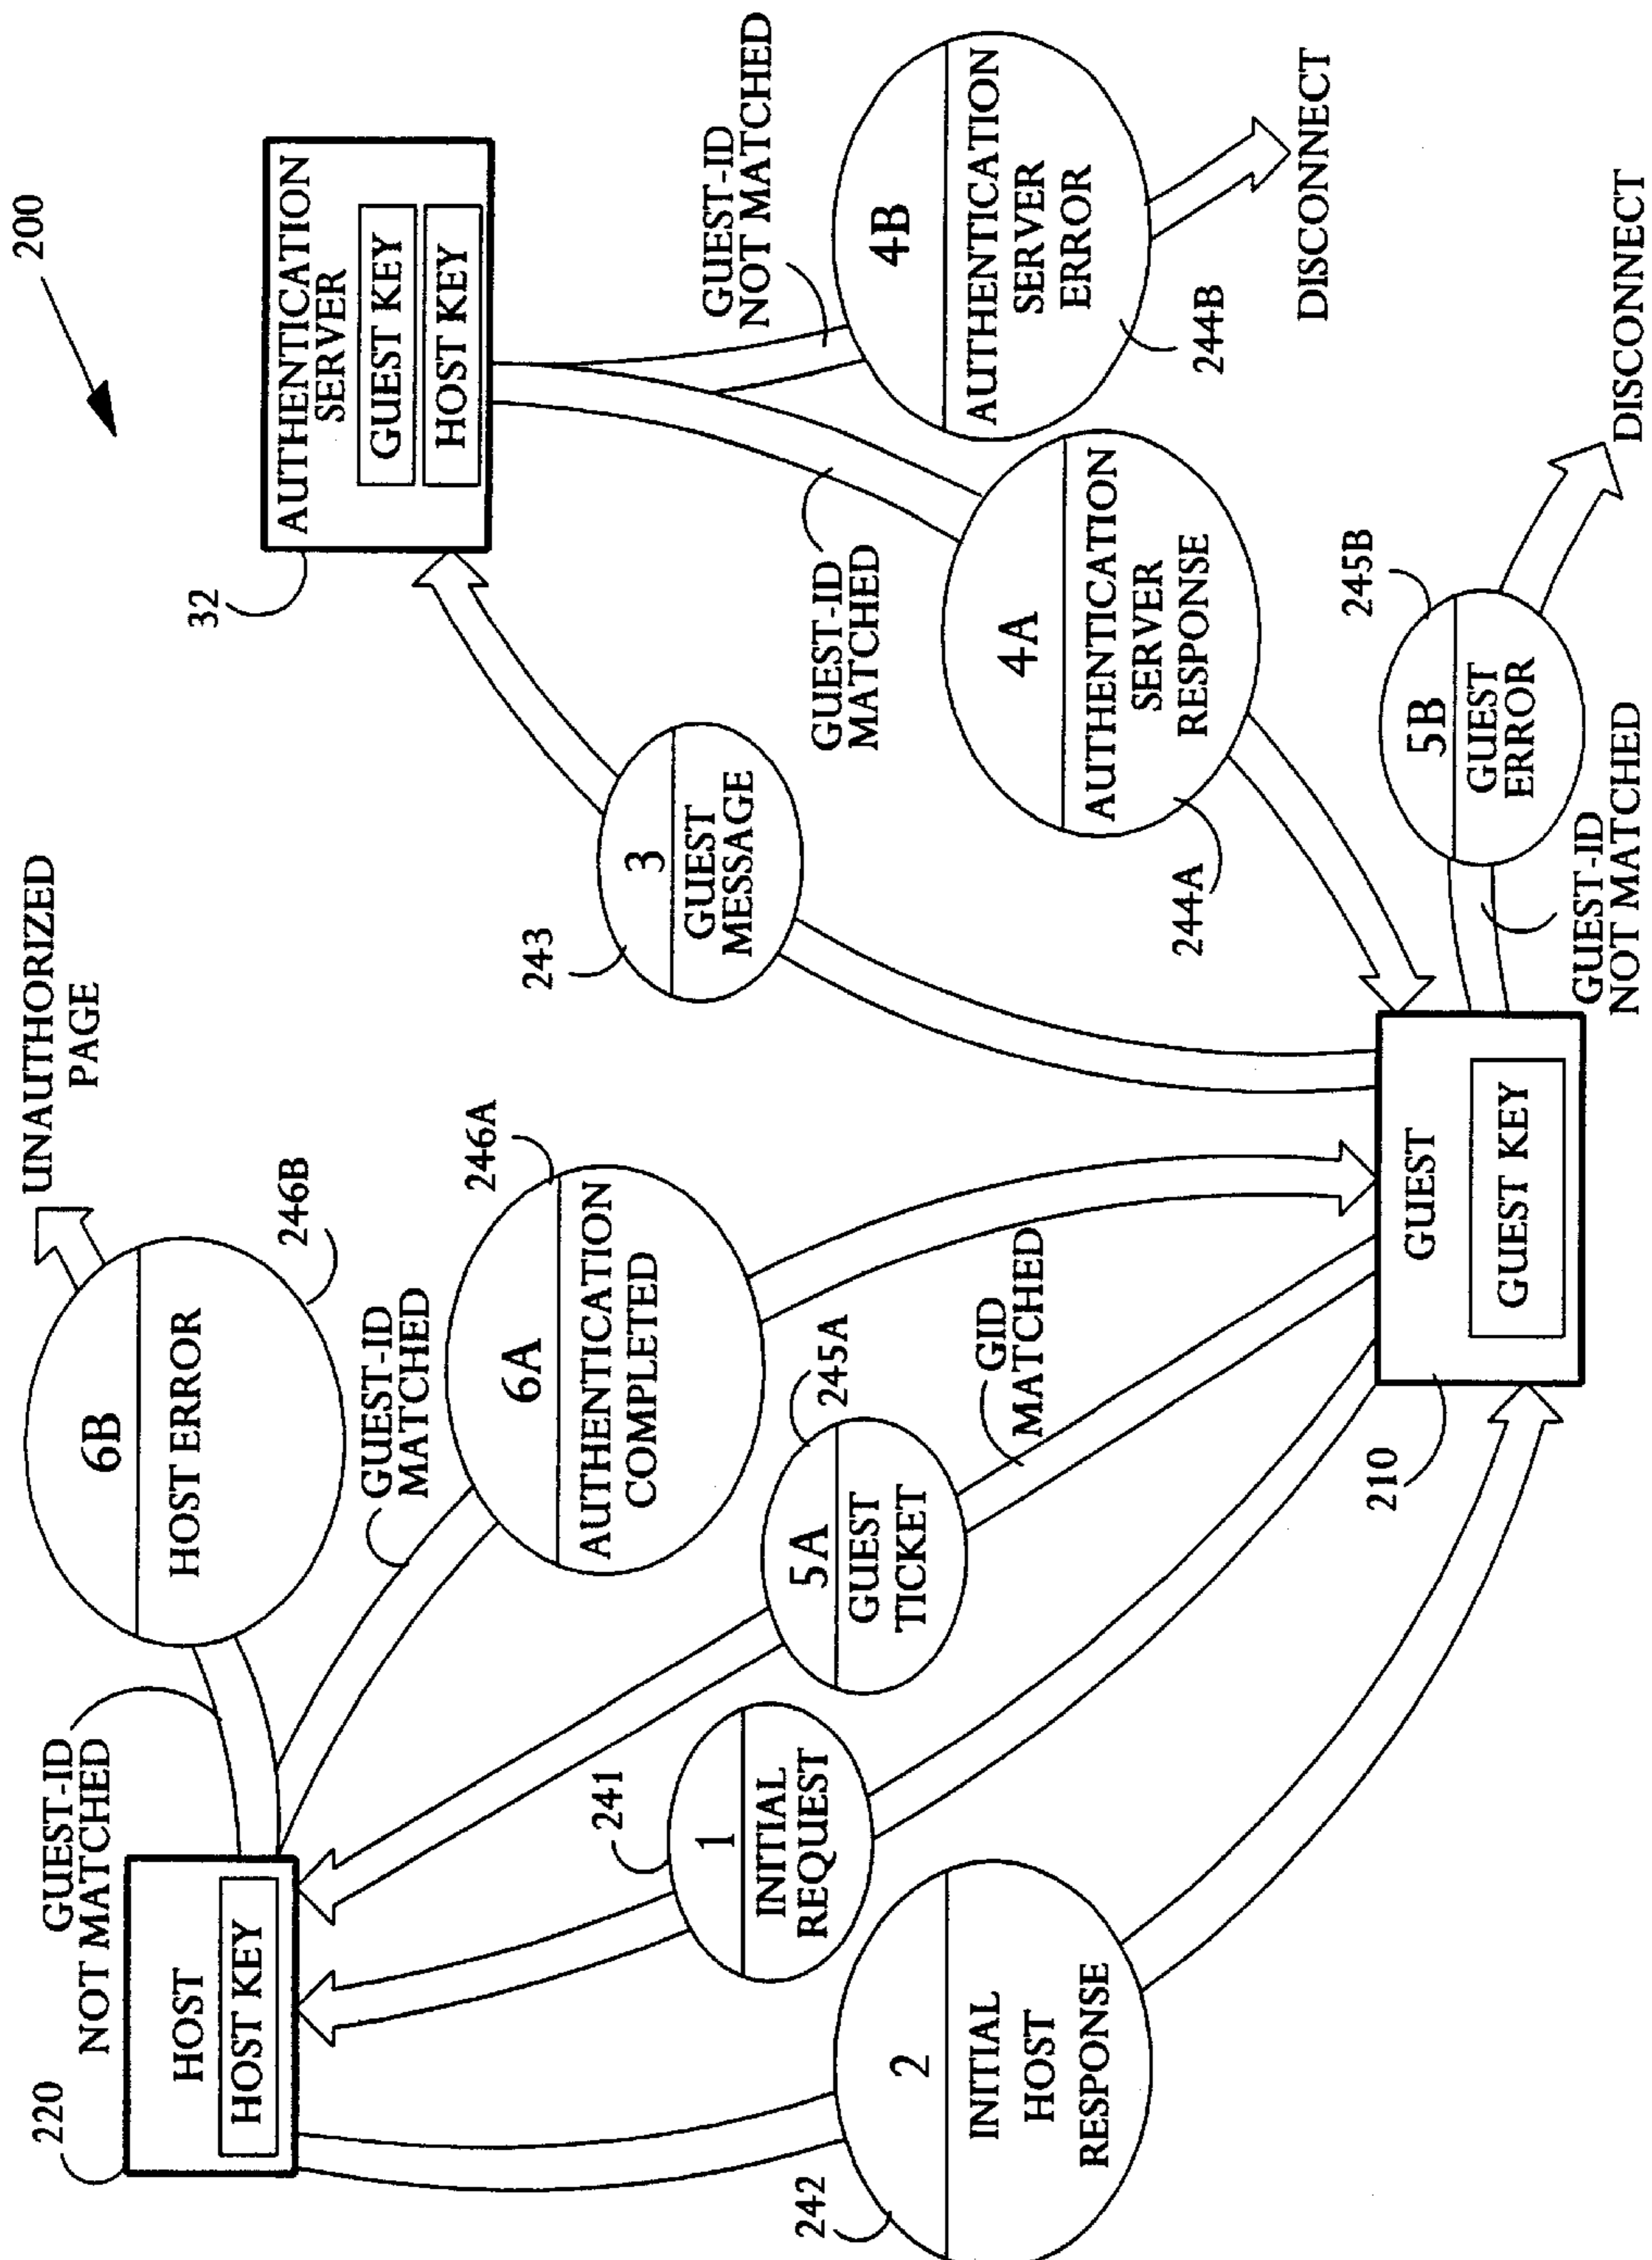 200
UNAUTHORIZED
PAGE
GUEST-ID
NOT MATCHED
220
HOST
HOST KEY
6B
HOST ERROR
246B
GUEST-ID
MATCHED
246A
6A
AUTHENTICATION
COMPLETED
32
AUTHENTICATION
SERVER
GUEST KEY
HOST KEY
241
1
INITIAL
REQUEST
245A
5A
GUEST
TICKET
GID
MATCHED
243
3
GUEST
MESSAGE
GUEST-ID
MATCHED
GUEST-ID
NOT MATCHED
242
2
INITIAL
HOST
RESPONSE
244A
4A
AUTHENTICATION
SERVER
RESPONSE
4B
AUTHENTICATION
SERVER
ERROR
244B
DISCONNECT
210
GUEST
GUEST KEY
GUEST-ID
NOT MATCHED
5B
GUEST
ERROR
245B
DISCONNECT